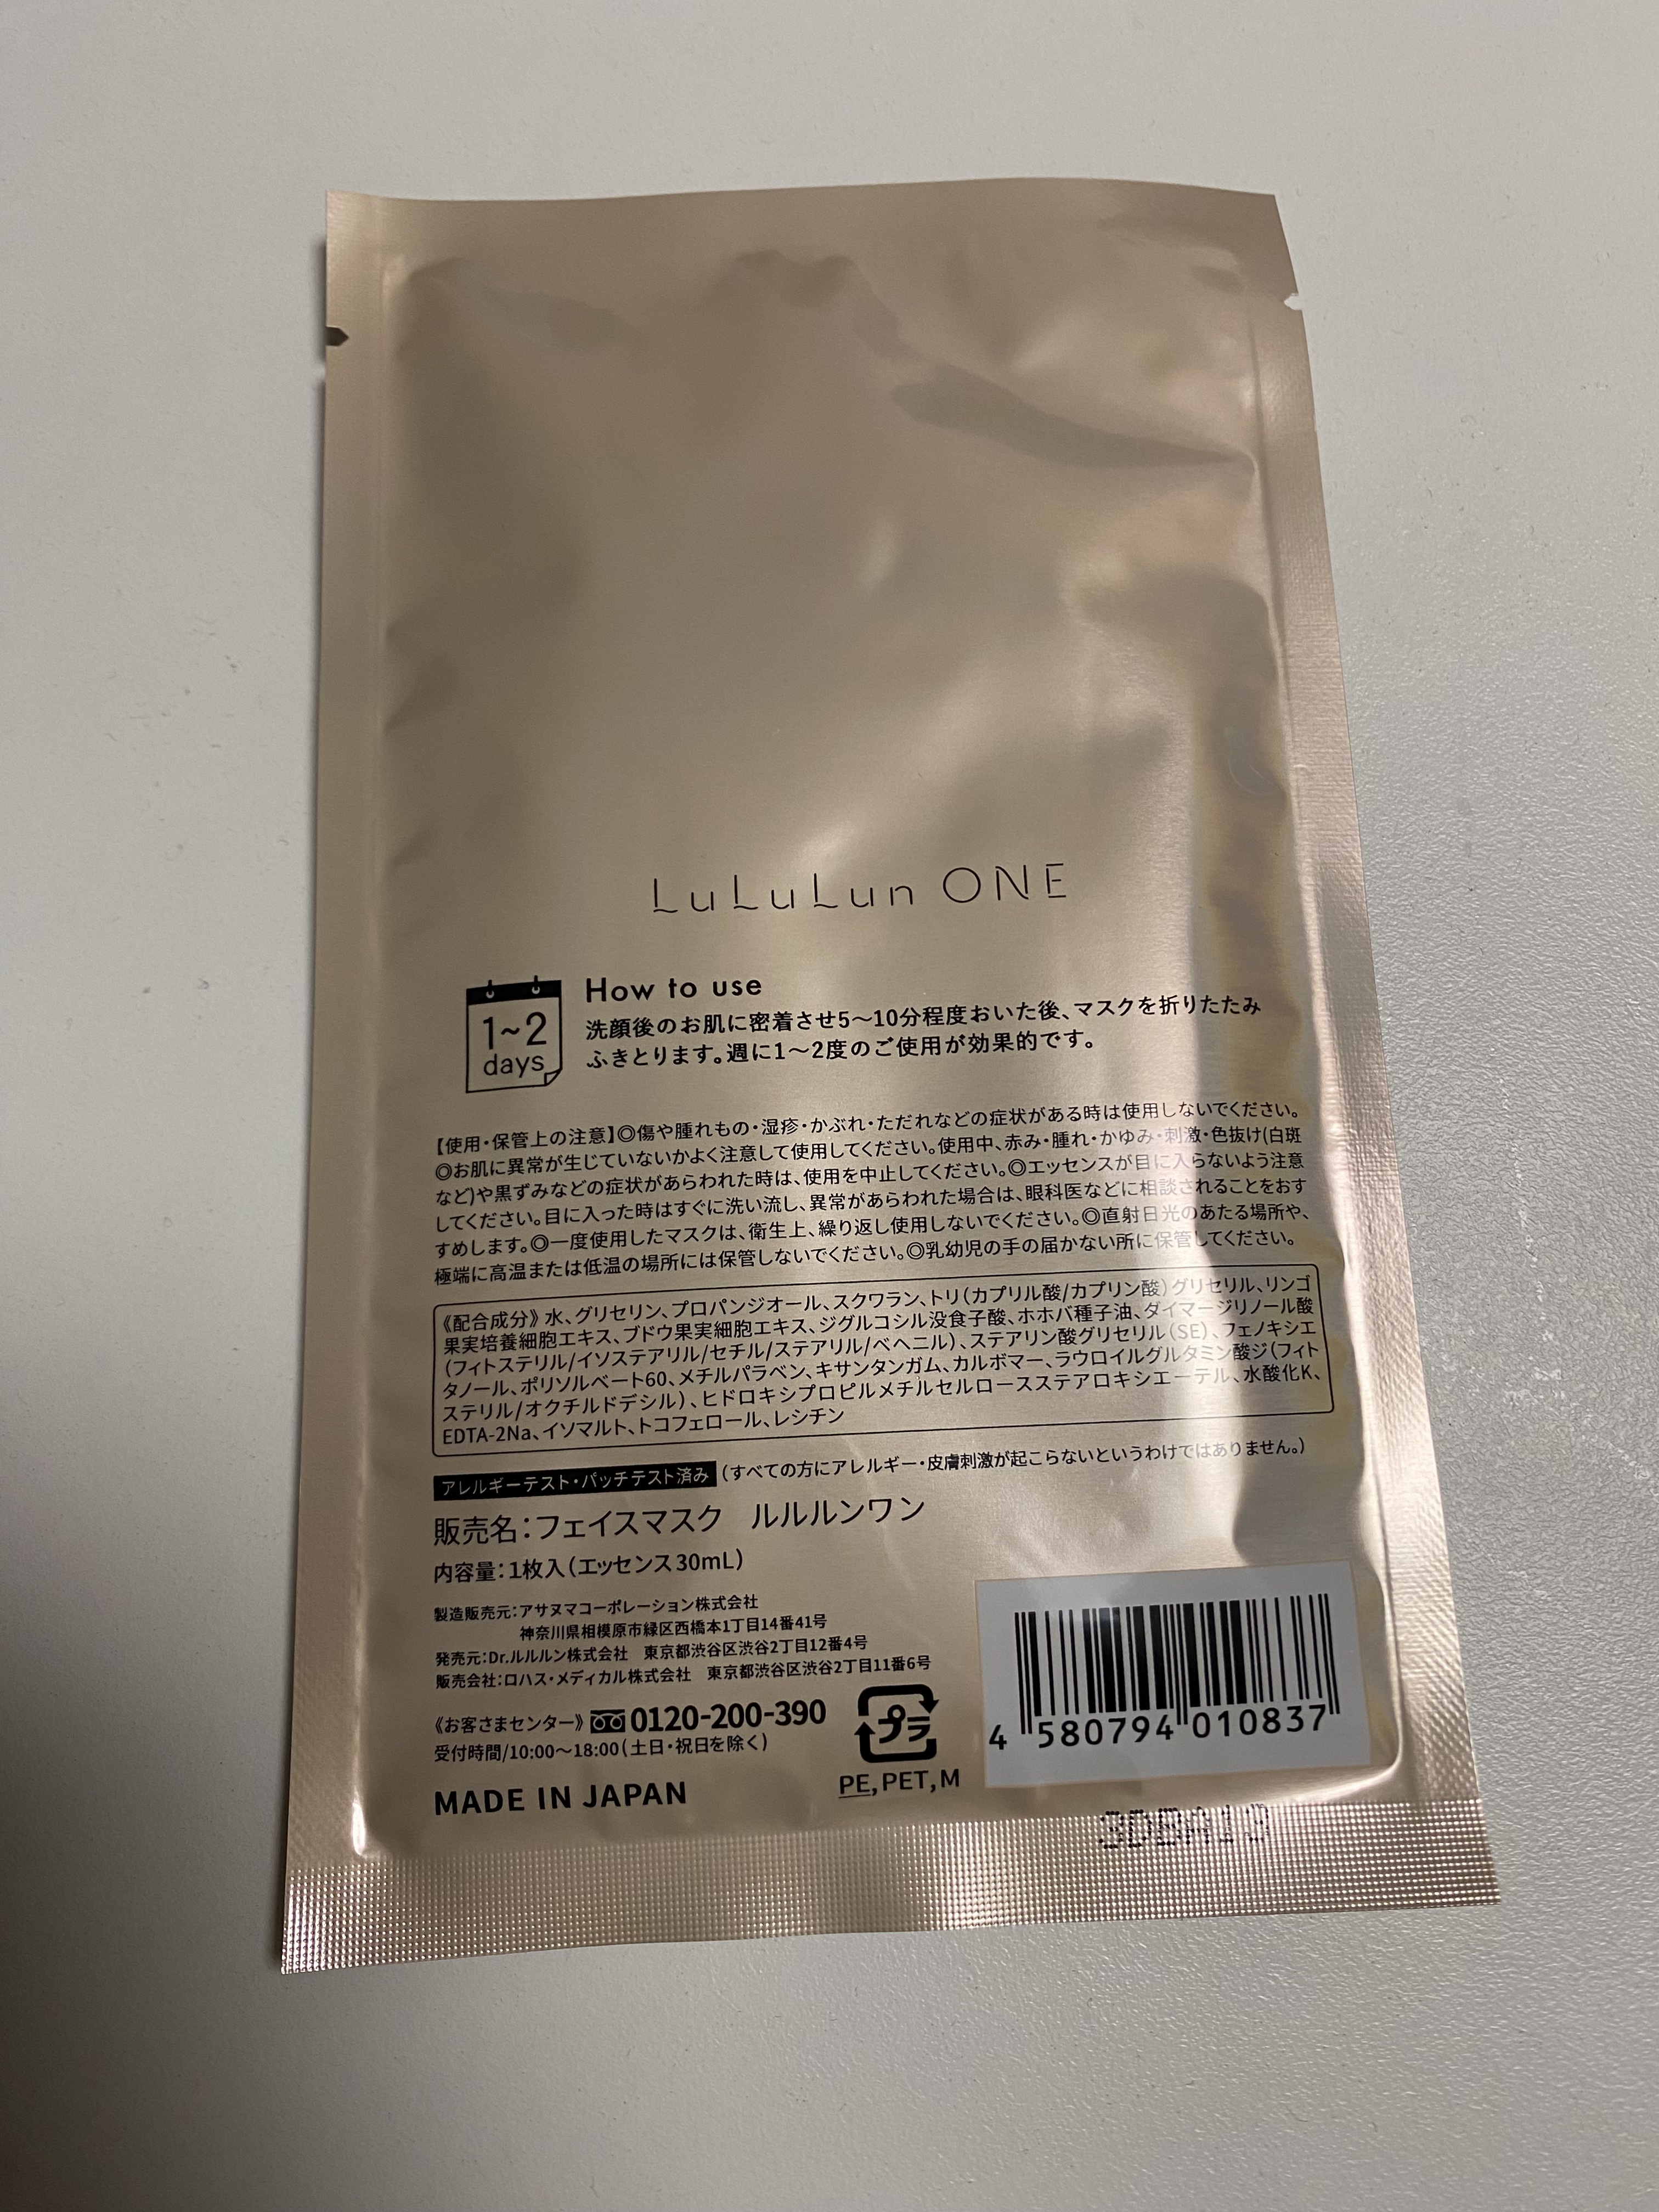 LuLuLun ONE
1~2
days
How to use
洗顔後のお肌に密着させ5〜10分程度おいた後、マスクを折りたたみ
ふきとります。週に1〜2度のご使用が効果的です。
【使用・保管上の注意】◎傷や腫れもの・湿疹・かぶれ・ただれなどの症状がある時は使用しないでください。
◎お肌に異常が生じていないかよく注意して使用してください。使用中、赤み・腫れ・かゆみ・刺激・色抜け(白斑
など)や黒ずみなどの症状があらわれた時は、使用を中止してください。◎エッセンスが目に入らないよう注意
してください。目に入った時はすぐに洗い流し、異常があらわれた場合は、眼科医などに相談されることをおす
すめします。◎一度使用したマスクは、衛生上、繰り返し使用しないでください。◎直射日光のあたる場所や、
極端に高温または低温の場所には保管しないでください。◎乳幼児の手の届かない所に保管してください。
《配合成分》水、グリセリン、プロパンジオール、スクワラン、トリ(カプリル酸/カプリン酸)グリセリル、リンゴ
果実培養細胞エキス、ブドウ果実細胞エキス、ジグルコシル没食子酸、ホホバ種子油、ダイマージリノール酸
(フィトステリル/イソステアリル/セチル/ステアリル/ベヘニル)、ステアリン酸グリセリル(SE)、フェノキシエ
タノール、ポリソルベート60、メチルパラベン、キサンタンガム、カルボマー、ラウロイルグルタミン酸ジ(フィト
ステリル/オクチルドデシル)、ヒドロキシプロピルメチルセルロースステアロキシエーテル、水酸化K、
EDTA-2Na、イソマルト、トコフェロール、レシチン
アレルギーテスト・パッチテスト済み (すべての方にアレルギー・皮膚刺激が起こらないというわけではありません。)
販売名：フェイスマスク ルルルンワン
内容量：1枚入(エッセンス30mL)
製造販売元：アサヌマコーポレーション株式会社
神奈川県相模原市緑区西橋本1丁目14番41号
発売元：Dr.ルルルン株式会社 東京都渋谷区渋谷2丁目12番4号
販売会社：ロハス・メディカル株式会社 東京都渋谷区渋谷2丁目11番6号
《お客さまセンター》0120-200-390
受付時間/10:00〜18:00(土日・祝日を除く)
MADE IN JAPAN
プラ
PE, PET, M
4 580794 010837